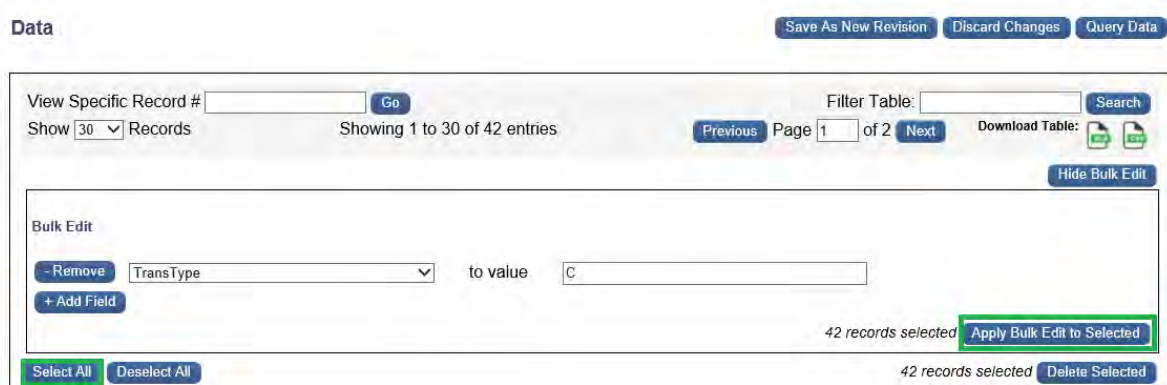 Data
Save As New Revision Discard Changes Query Data
View Specific Record # Go Filter Table: Search
Show 30 Records Showing 1 to 30 of 42 entries Previous Page 1 of 2 Next Download Table:
Hide Bulk Edit
Bulk Edit
- Remove TransType to value C
+ Add Field
42 records selected Apply Bulk Edit to Selected
Select All Deselect All 42 records selected Delete Selected